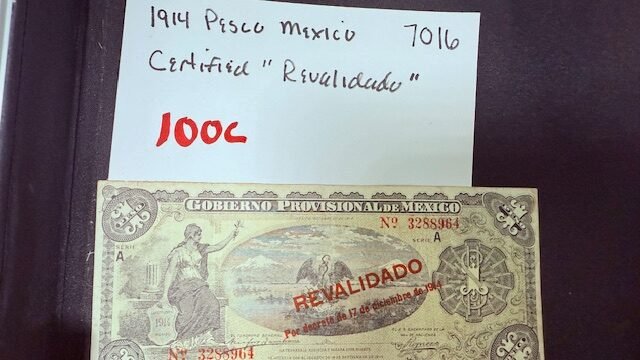 1914 Pesco Mexico 7016
Certified "Revalidado"
100c
GOBIERNO PROVISIONAL DE MEXICO
Nº 3288964
SERIE A
SERIE A
REVALIDADO
Por decreto de 17 de diciembre de 1914
1914
Nº 3288964